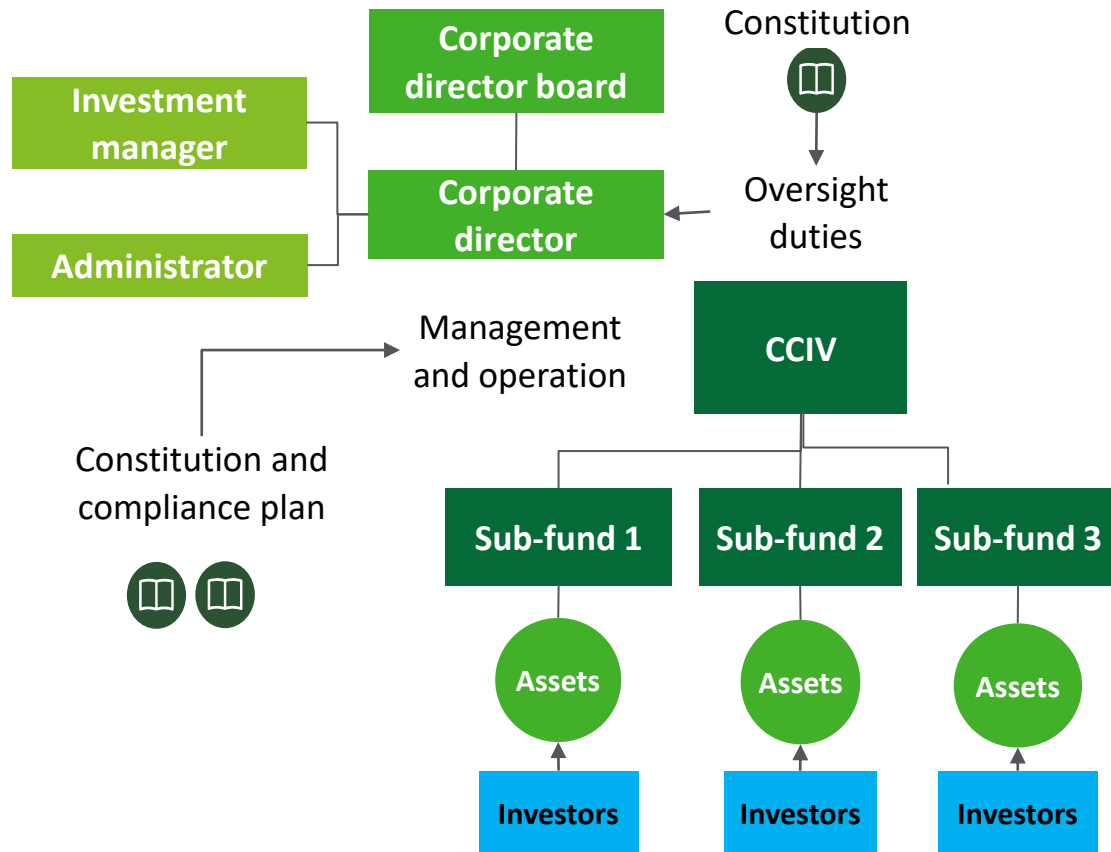 Corporate
director board
Constitution
Investment
manager
Corporate
director
Oversight
duties
Administrator
Management
and operation
CCIV
Constitution and
compliance plan
Sub-fund 1
Sub-fund 2
Sub-fund 3
Assets
Assets
Assets
Investors
Investors
Investors